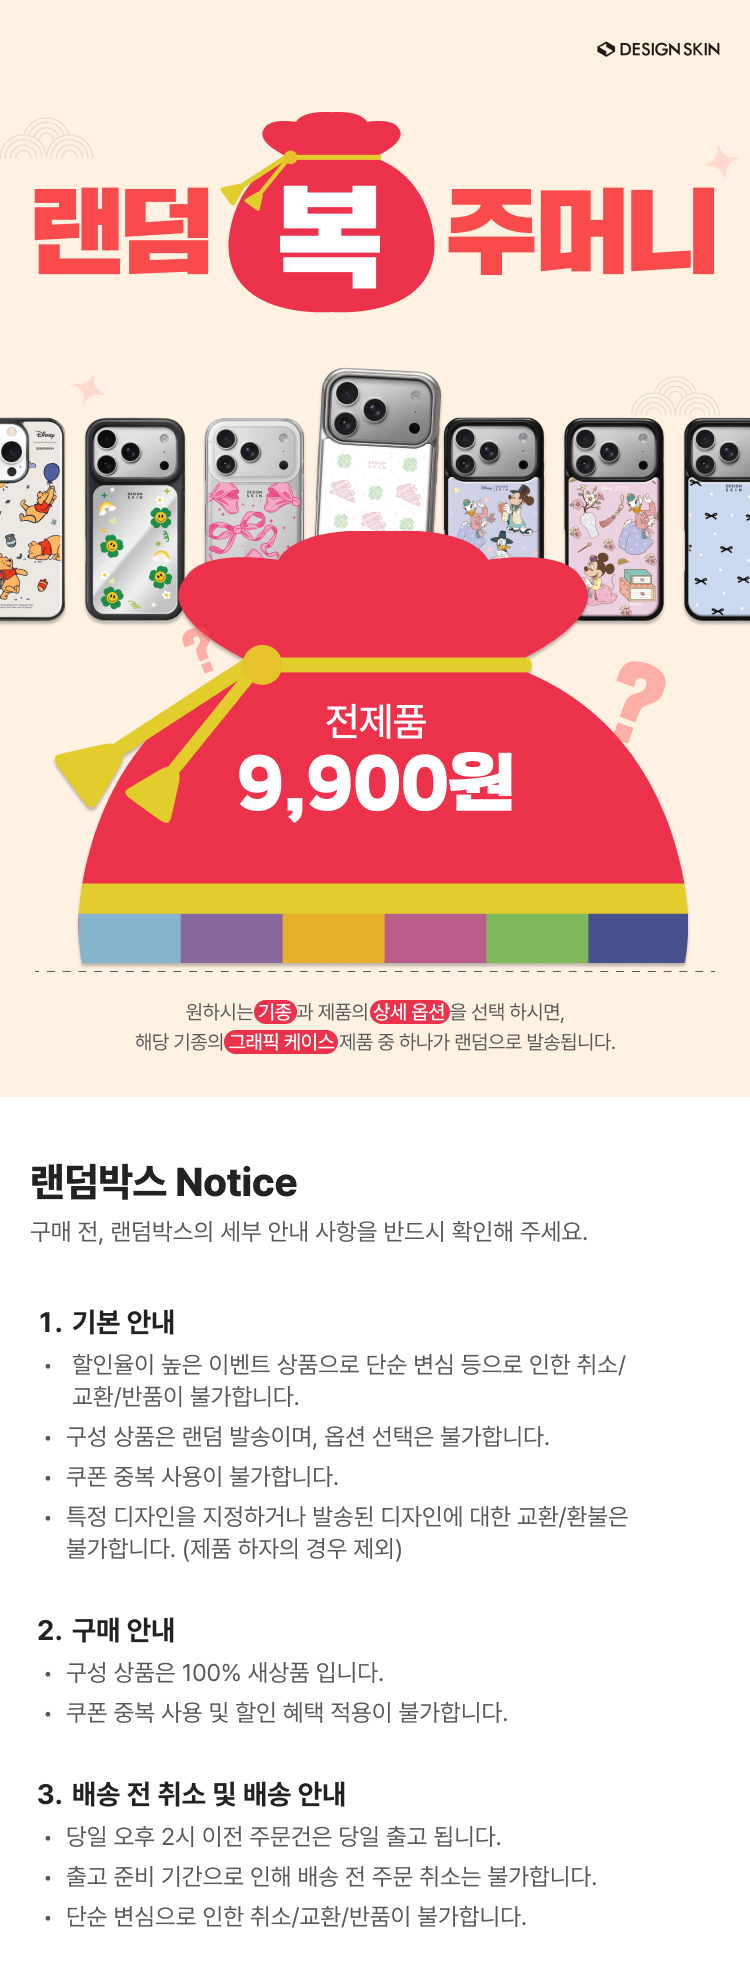 DESIGN SKIN
랜덤 복 주머니
Disney
DESIGN SKIN
DESIGN SKIN
DESIGN SKIN
Disney DESIGN SKIN
DESIGN SKIN
?
?
전제품
9,900원
원하시는 기종과 제품의 상세 옵션을 선택 하시면,
해당 기종의 그래픽 케이스 제품 중 하나가 랜덤으로 발송됩니다.
랜덤박스 Notice
구매 전, 랜덤박스의 세부 안내 사항을 반드시 확인해 주세요.
1. 기본 안내
• 할인율이 높은 이벤트 상품으로 단순 변심 등으로 인한 취소/
교환/반품이 불가합니다.
• 구성 상품은 랜덤 발송이며, 옵션 선택은 불가합니다.
• 쿠폰 중복 사용이 불가합니다.
• 특정 디자인을 지정하거나 발송된 디자인에 대한 교환/환불은
불가합니다. (제품 하자의 경우 제외)
2. 구매 안내
• 구성 상품은 100% 새상품 입니다.
• 쿠폰 중복 사용 및 할인 혜택 적용이 불가합니다.
3. 배송 전 취소 및 배송 안내
• 당일 오후 2시 이전 주문건은 당일 출고 됩니다.
• 출고 준비 기간으로 인해 배송 전 주문 취소는 불가합니다.
• 단순 변심으로 인한 취소/교환/반품이 불가합니다.